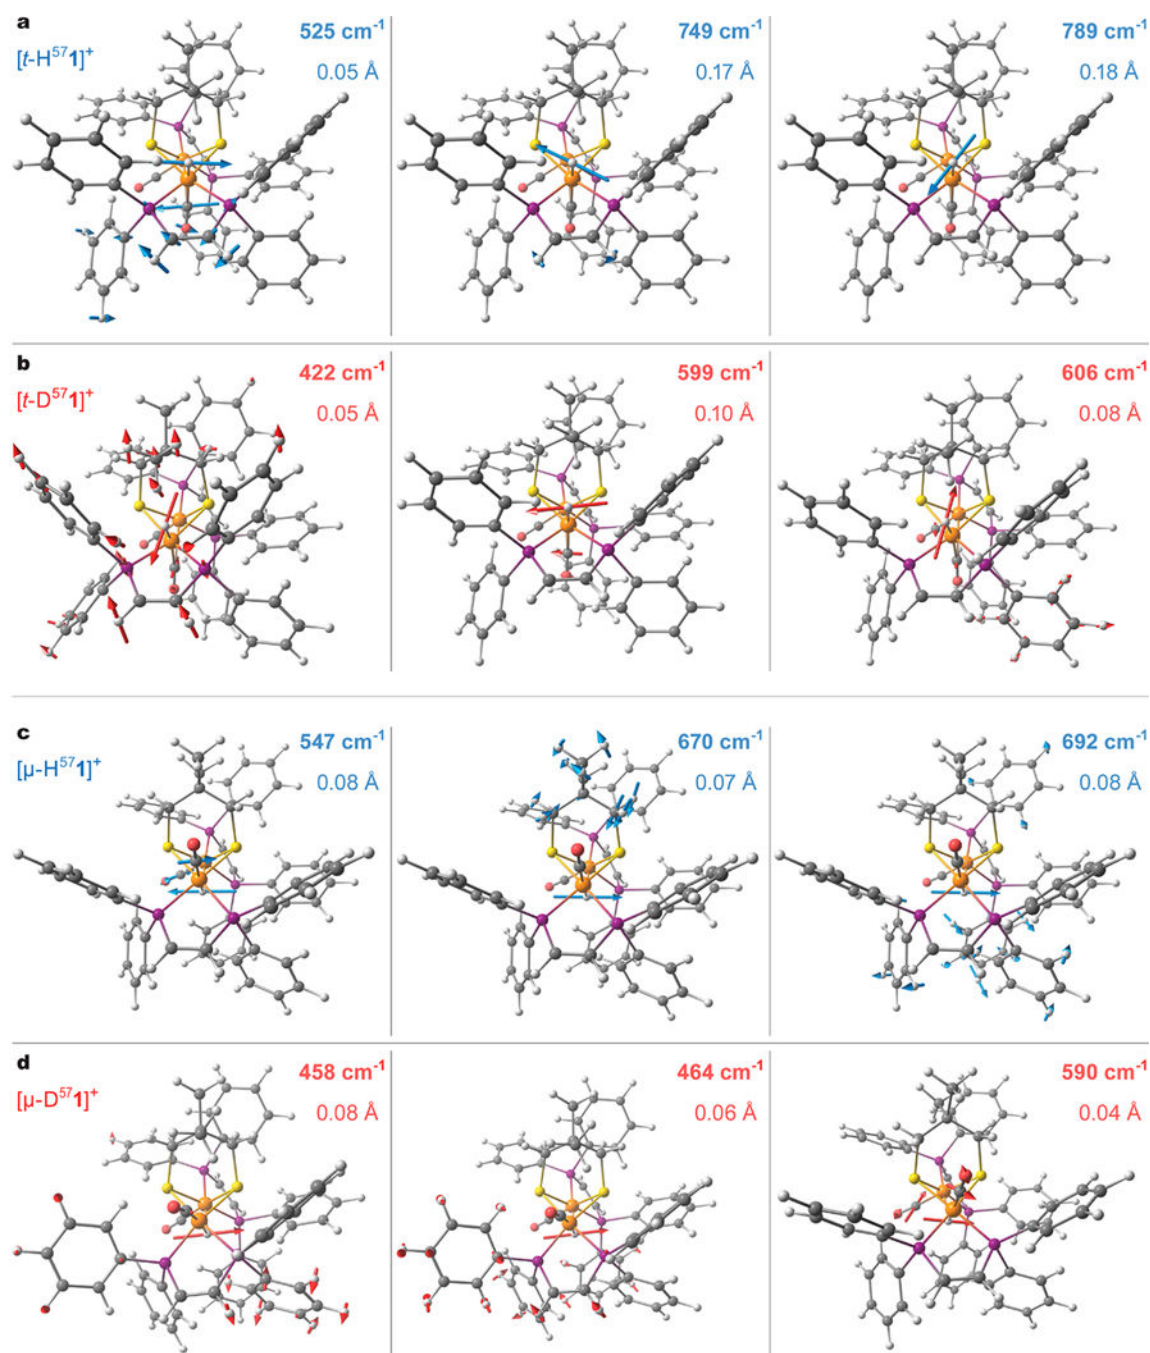 a
[t-H⁵⁷1]⁺
525 cm⁻¹
0.05 Å
749 cm⁻¹
0.17 Å
789 cm⁻¹
0.18 Å
b
[t-D⁵⁷1]⁺
422 cm⁻¹
0.05 Å
599 cm⁻¹
0.10 Å
606 cm⁻¹
0.08 Å
c
[μ-H⁵⁷1]⁺
547 cm⁻¹
0.08 Å
670 cm⁻¹
0.07 Å
692 cm⁻¹
0.08 Å
d
[μ-D⁵⁷1]⁺
458 cm⁻¹
0.08 Å
464 cm⁻¹
0.06 Å
590 cm⁻¹
0.04 Å